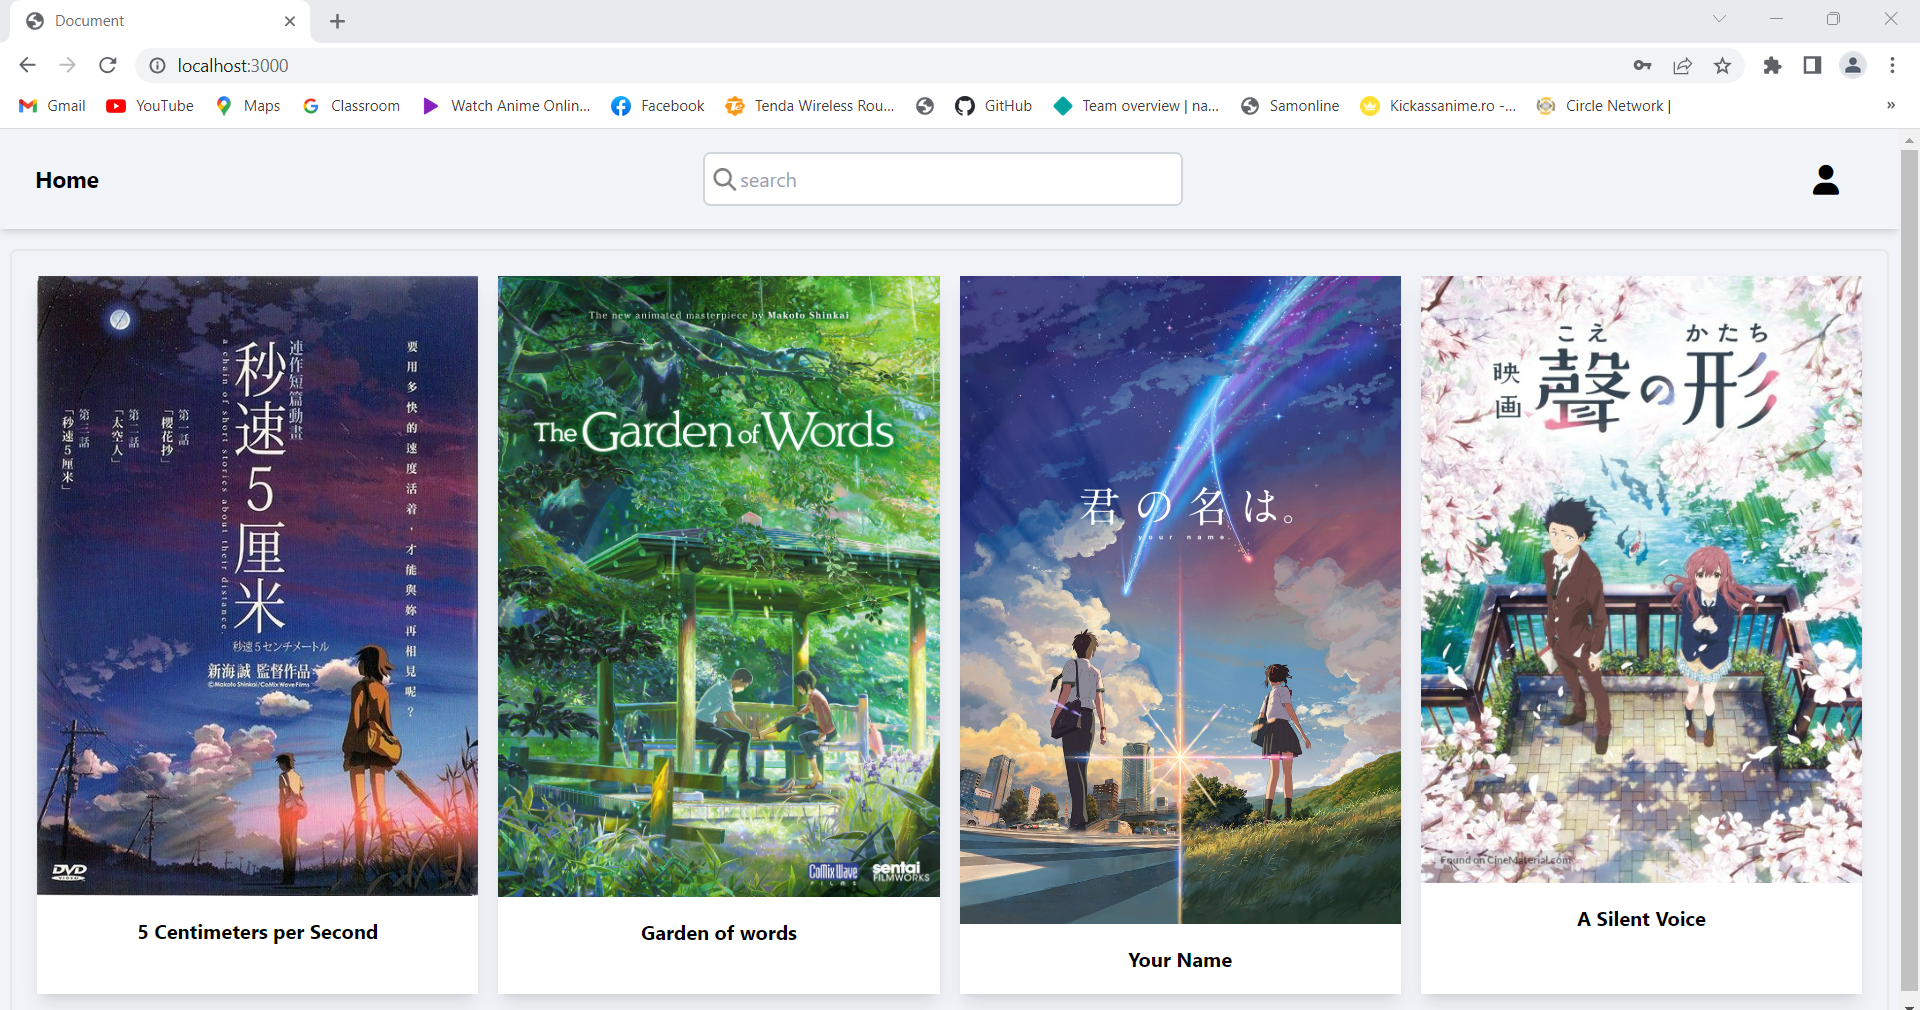 Document
localhost:3000
Gmail
YouTube
Maps
Classroom
Watch Anime Onlin...
Facebook
Tenda Wireless Rou...
GitHub
Team overview | na...
Samonline
Kickassanime.ro -...
Circle Network |
»
Home
search
要用多快的速度活着，才能與妳再相見呢？
連作短篇動畫
秒速5厘米
a chain of short stories about their distance.
第一話
「櫻花抄」
第二話
「太空人」
第三話
「秒速5厘米」
秒速5センチメートル
新海誠 監督作品
©Makoto Shinkai/CoMix Wave Films
DVD
VIDEO
5 Centimeters per Second
The new animated masterpiece by Makoto Shinkai
The Garden of Words
CoMix Wave
FILMS
sentai
FILMWORKS
Garden of words
君の名は。
your name.
Your Name
こえ かたち
映画
聲の形
Found on CineMaterial.com
A Silent Voice